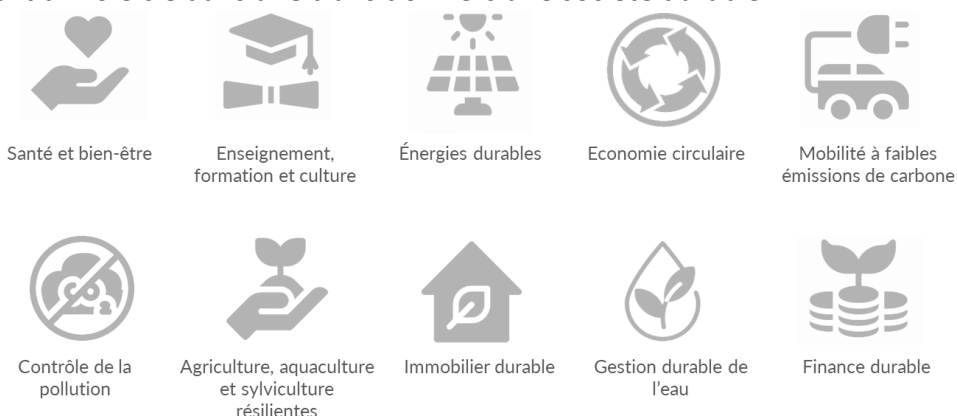 Santé et bien-être
Enseignement,
formation et culture
Énergies durables
Economie circulaire
Mobilité à faibles
émissions de carbone
Contrôle de la
pollution
Agriculture, aquaculture
et sylviculture
résilientes
Immobilier durable
Gestion durable de
l’eau
Finance durable